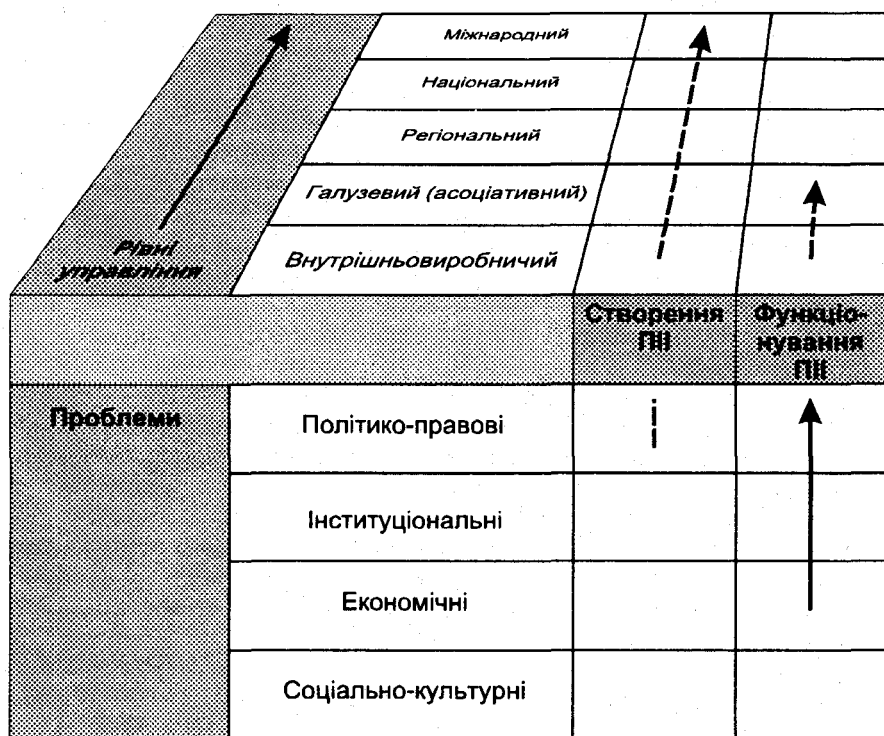 Міжнародний
Національний
Регіональний
Галузевий (асоціативний)
Рівні
управління
Внутрішньовиробничий
Створення
ПІІ
Функціо-
нування
ПІІ
Проблеми
Політико-правові
Інституціональні
Економічні
Соціально-культурні